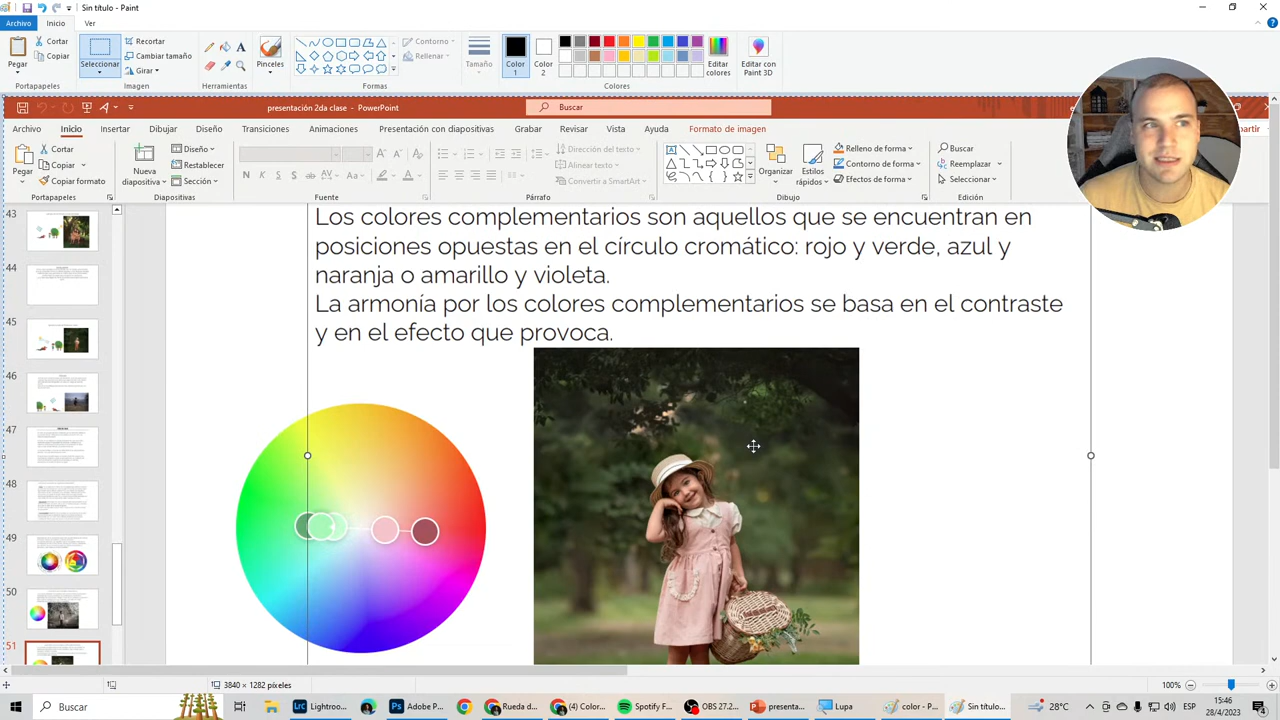 Sin título - Paint
Archivo Inicio Ver
Pegar
Cortar
Copiar
Portapapeles
Seleccionar
Recortar
Cambiar tamaño
Girar
Imagen
Herramientas
Pinceles
Formas
Contorno
Rellenar
Tamaño
Color 1
Color 2
Editar colores
Editar con Paint 3D
Colores
presentación 2da clase - PowerPoint
Buscar
Archivo Inicio Insertar Dibujar Diseño Transiciones Animaciones Presentación con diapositivas Grabar Revisar Vista Ayuda Formato de imagen
Pegar
Cortar
Copiar
Copiar formato
Portapapeles
Nueva diapositiva
Diseño
Restablecer
Sección
Diapositivas
N K S
Fuente
Dirección del texto
Alinear texto
Convertir a SmartArt
Párrafo
Organizar
Estilos rápidos
Relleno de forma
Contorno de forma
Efectos de forma
Dibujo
Buscar
Reemplazar
Seleccionar
Edición
43
44
45
46
47
48
49
50
51
Los colores complementarios son aquellos que se encuentran en
posiciones opuestas en el círculo cromático: rojo y verde, azul y
naranja o amarillo y violeta.
La armonía por los colores complementarios se basa en el contraste
y en el efecto que provoca.
3840 × 1282 píxeles
100%
Buscar
Lightroo...
Adobe P...
Rueda d...
(4) Color...
Spotify F...
OBS 27.2...
presenta...
Lupa
color - P...
Sin título...
28°C
ESP
15:46
28/4/2023